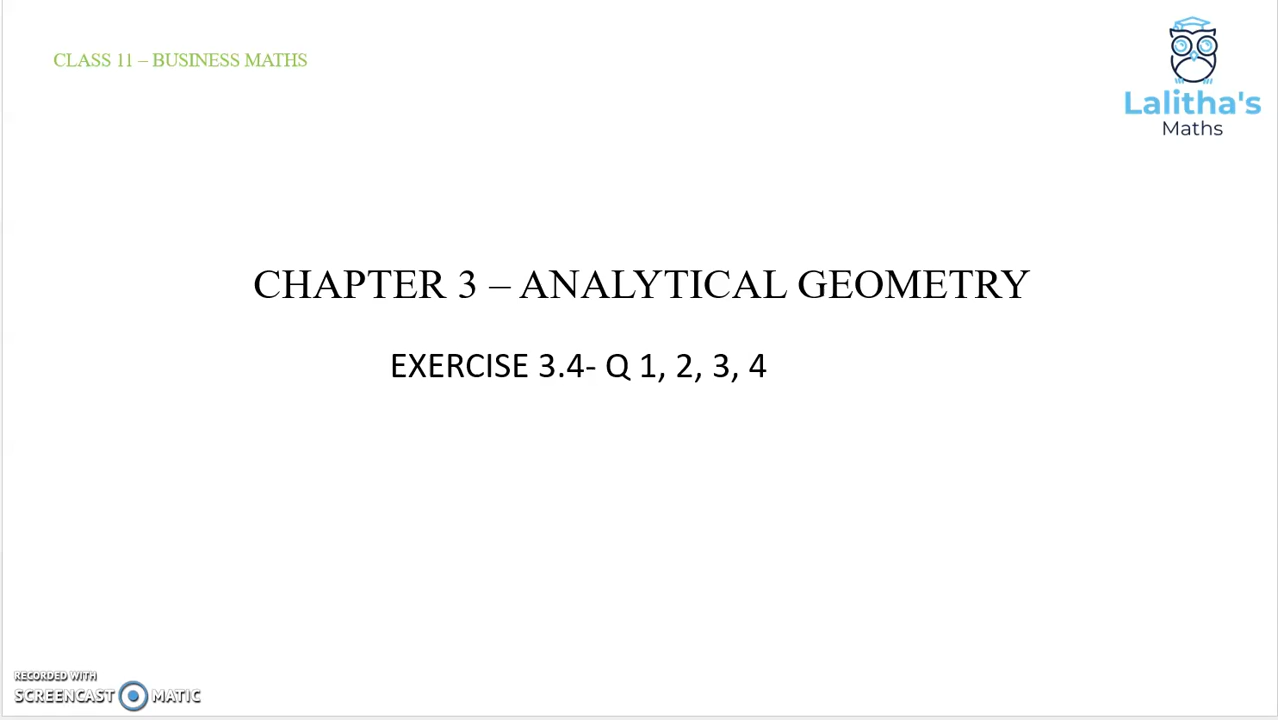 CLASS 11 – BUSINESS MATHS
Lalitha's
Maths
CHAPTER 3 – ANALYTICAL GEOMETRY
EXERCISE 3.4- Q 1, 2, 3, 4
RECORDED WITH
SCREENCAST MATIC